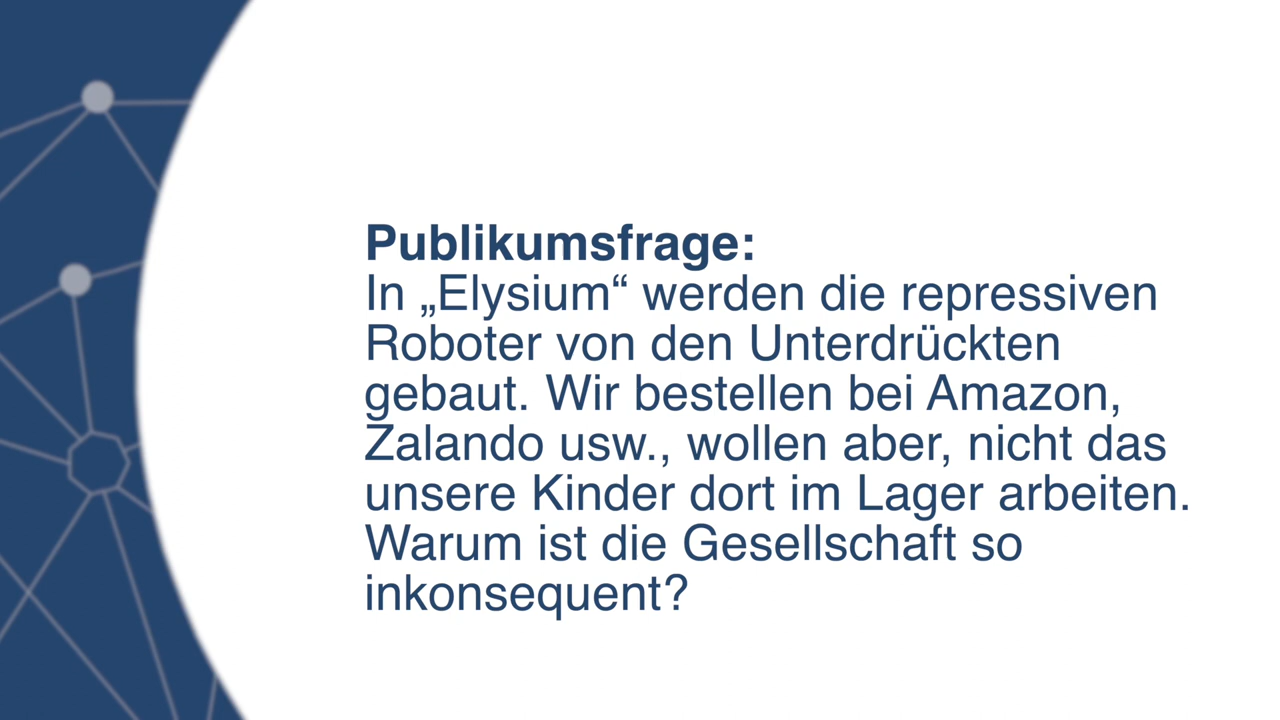 Publikumsfrage:
In „Elysium“ werden die repressiven
Roboter von den Unterdrückten
gebaut. Wir bestellen bei Amazon,
Zalando usw., wollen aber, nicht das
unsere Kinder dort im Lager arbeiten.
Warum ist die Gesellschaft so
inkonsequent?